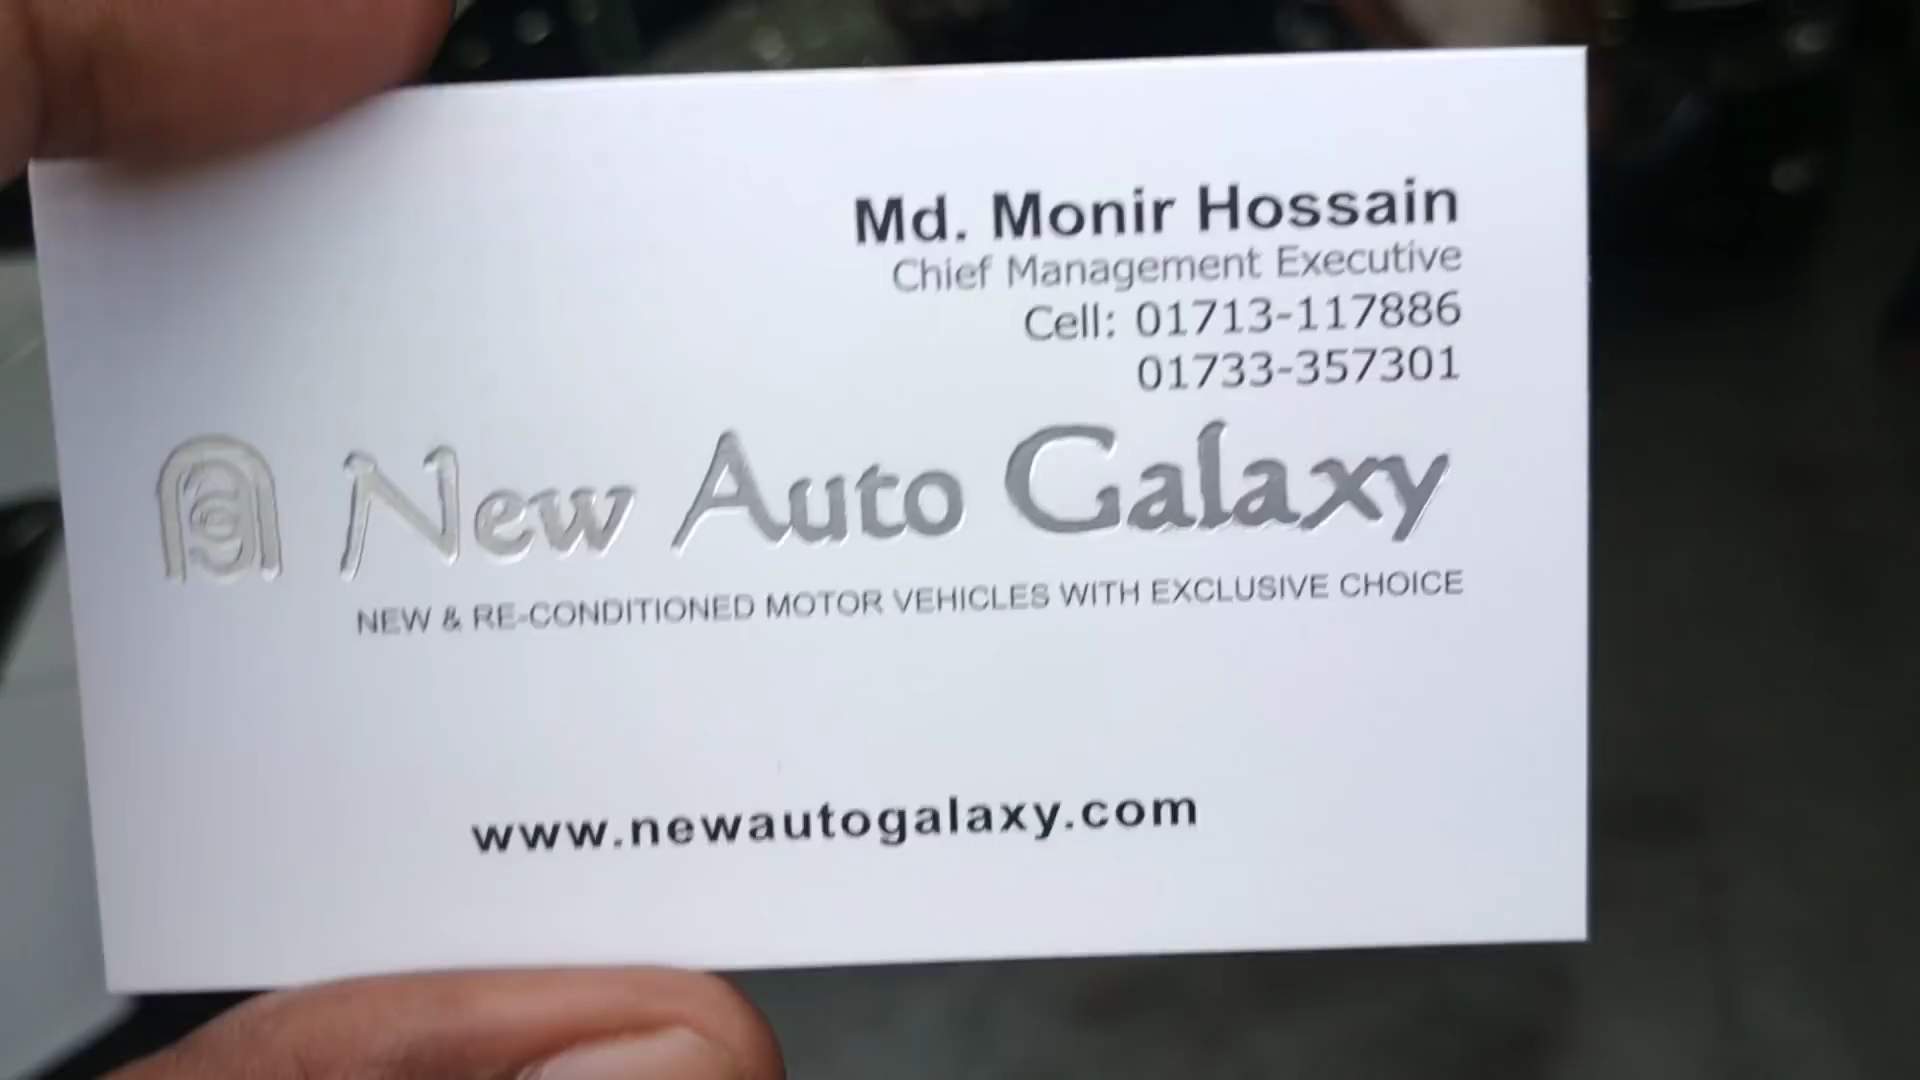 Md. Monir Hossain
Chief Management Executive
Cell: 01713-117886
01733-357301
New Auto Galaxy
NEW & RE-CONDITIONED MOTOR VEHICLES WITH EXCLUSIVE CHOICE
www.newautogalaxy.com